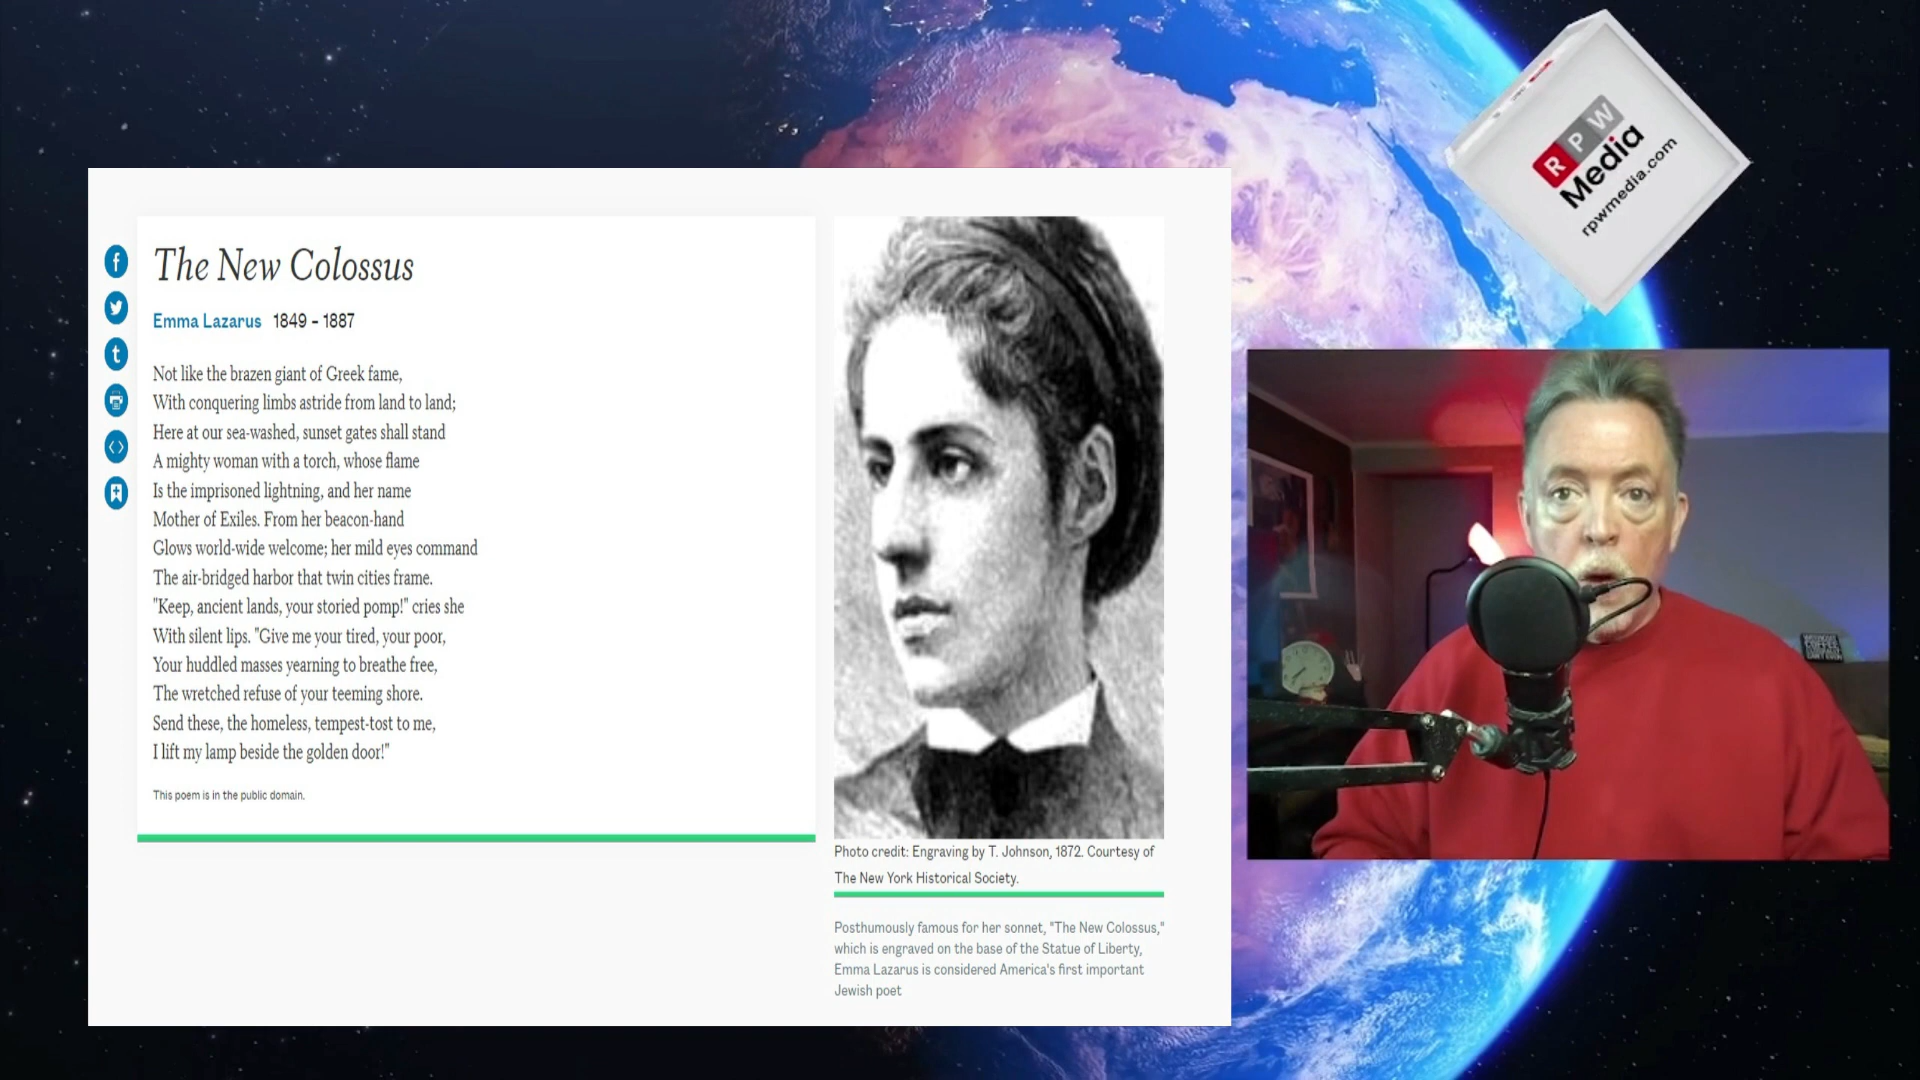 The New Colossus
Emma Lazarus 1849 – 1887
Not like the brazen giant of Greek fame,
With conquering limbs astride from land to land;
Here at our sea-washed, sunset gates shall stand
A mighty woman with a torch, whose flame
Is the imprisoned lightning, and her name
Mother of Exiles. From her beacon-hand
Glows world-wide welcome; her mild eyes command
The air-bridged harbor that twin cities frame.
"Keep, ancient lands, your storied pomp!" cries she
With silent lips. "Give me your tired, your poor,
Your huddled masses yearning to breathe free,
The wretched refuse of your teeming shore.
Send these, the homeless, tempest-tost to me,
I lift my lamp beside the golden door!"
This poem is in the public domain.
Photo credit: Engraving by T. Johnson, 1872. Courtesy of
The New York Historical Society.
Posthumously famous for her sonnet, "The New Colossus,"
which is engraved on the base of the Statue of Liberty,
Emma Lazarus is considered America's first important
Jewish poet
RPW
Media
rpwmedia.com